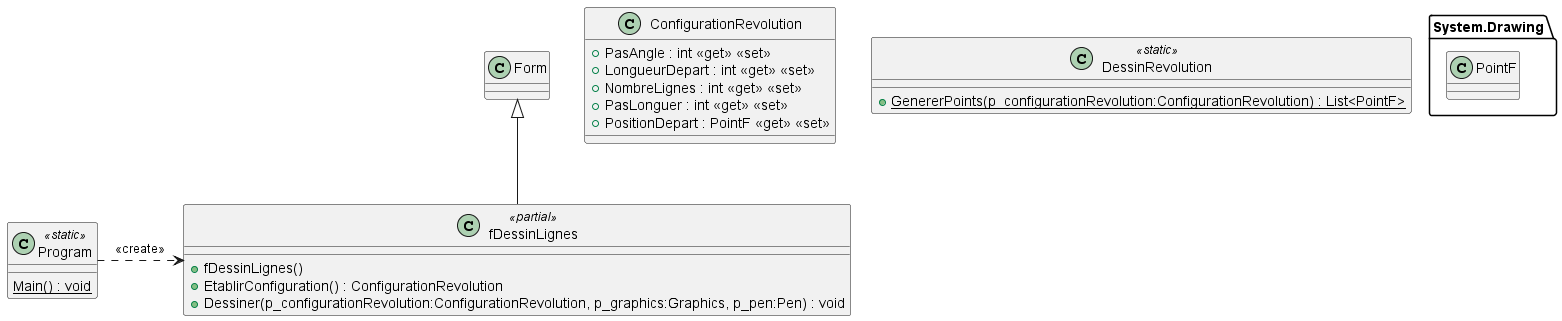 C Form
C ConfigurationRevolution
PasAngle : int «get» «set»
LongueurDepart : int «get» «set»
NombreLignes : int «get» «set»
PasLonguer : int «get» «set»
PositionDepart : PointF «get» «set»
C «static»
DessinRevolution
GenererPoints(p_configurationRevolution:ConfigurationRevolution) : List<PointF>
System.Drawing
C PointF
C «static»
Program
Main() : void
«create»
C «partial»
fDessinLignes
fDessinLignes()
EtablirConfiguration() : ConfigurationRevolution
Dessiner(p_configurationRevolution:ConfigurationRevolution, p_graphics:Graphics, p_pen:Pen) : void